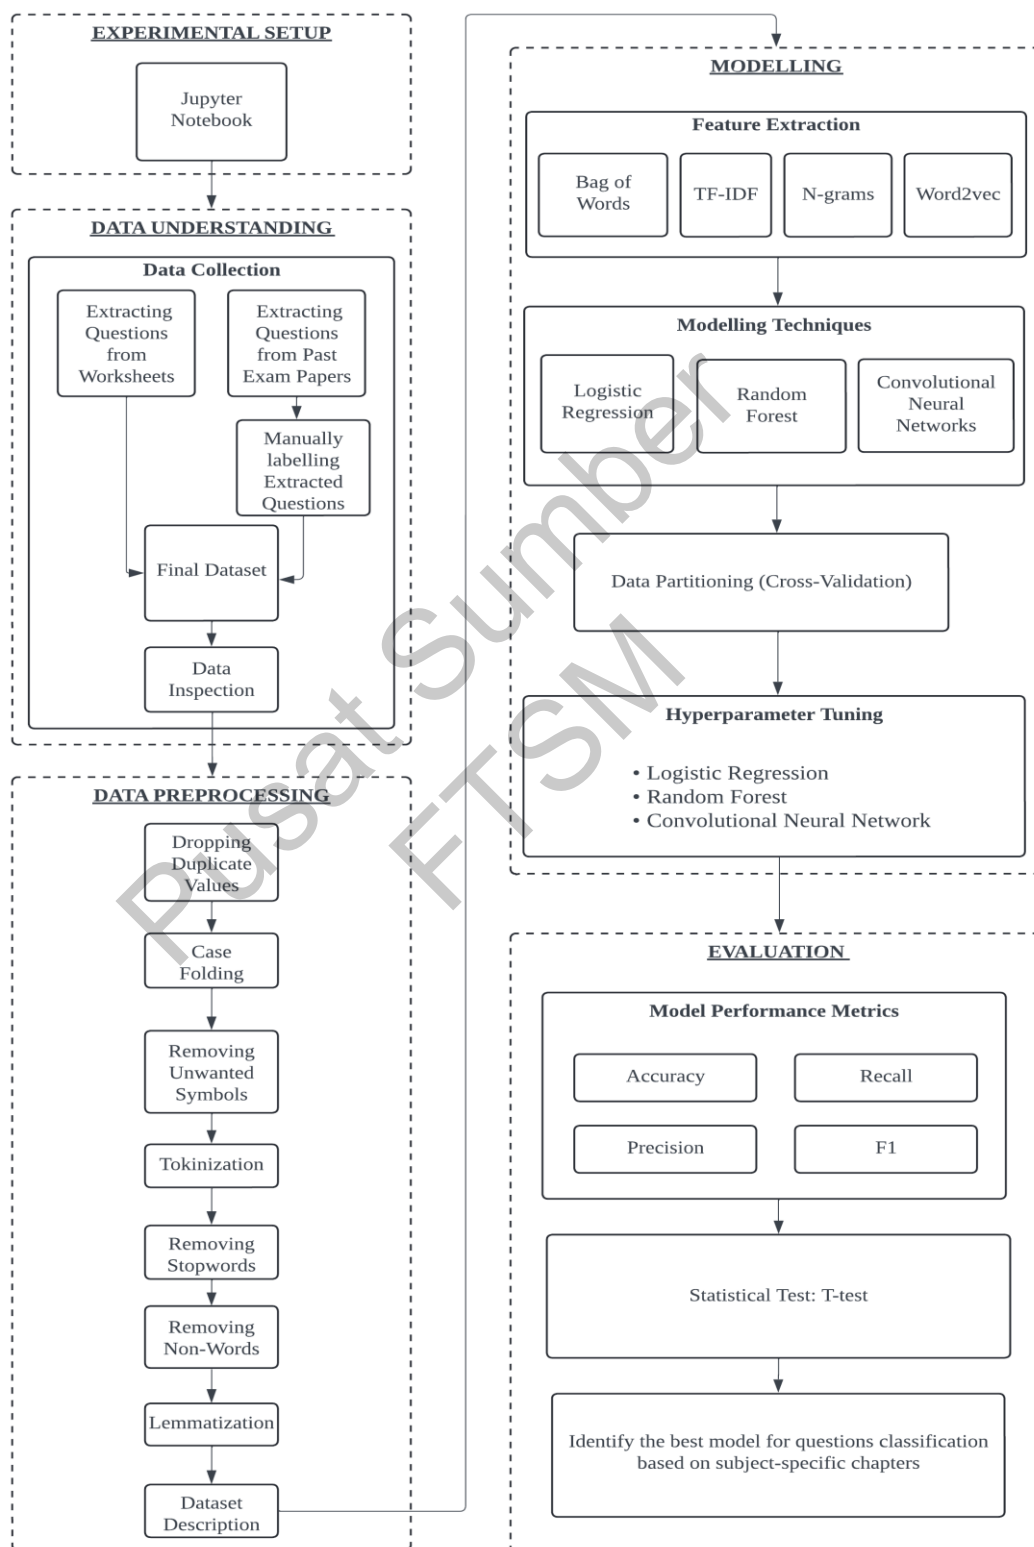 EXPERIMENTAL SETUP
Jupyter
Notebook
DATA UNDERSTANDING
Data Collection
Extracting
Questions
from
Worksheets
Extracting
Questions
from Past
Exam Papers
Manually
labelling
Extracted
Questions
Final Dataset
Data
Inspection
DATA PREPROCESSING
Dropping
Duplicate
Values
Case
Folding
Removing
Unwanted
Symbols
Tokinization
Removing
Stopwords
Removing
Non-Words
Lemmatization
Dataset
Description
MODELLING
Feature Extraction
Bag of
Words
TF-IDF
N-grams
Word2vec
Modelling Techniques
Logistic
Regression
Random
Forest
Convolutional
Neural
Networks
Data Partitioning (Cross-Validation)
Hyperparameter Tuning
• Logistic Regression
• Random Forest
• Convolutional Neural Network
EVALUATION
Model Performance Metrics
Accuracy
Recall
Precision
F1
Statistical Test: T-test
Identify the best model for questions classification
based on subject-specific chapters
Pusat Sumber
FTSM